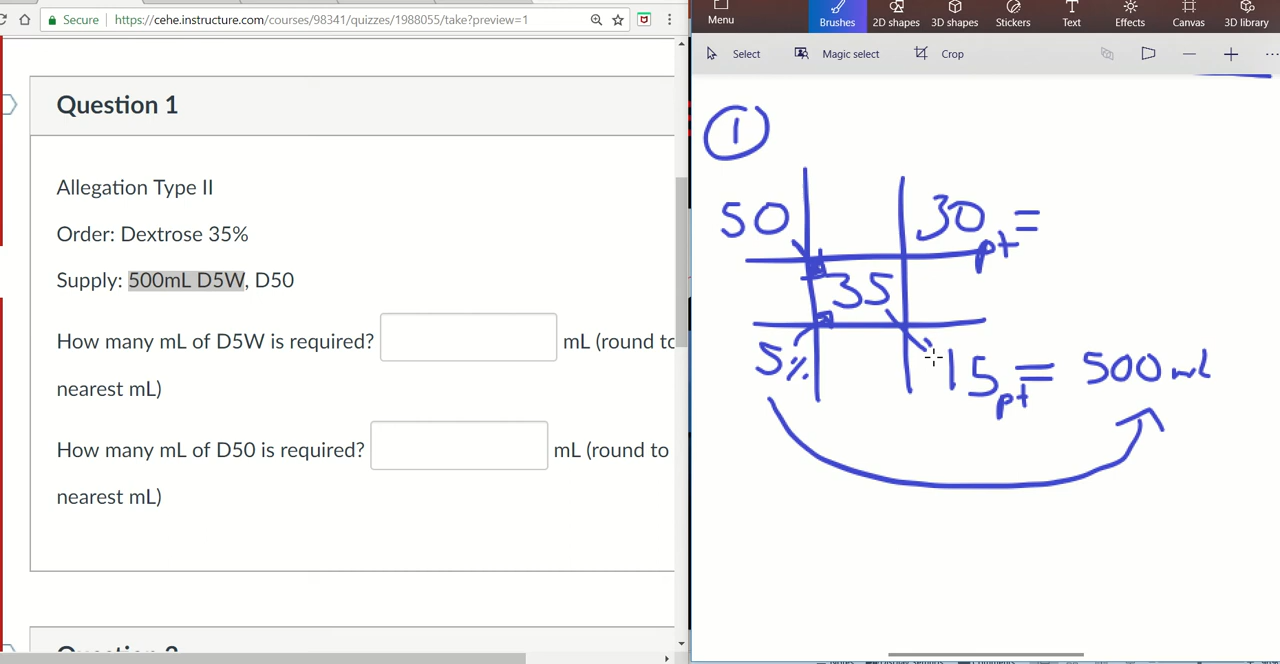 Secure https://cehe.instructure.com/courses/98341/quizzes/1988055/take?preview=1
Menu Brushes 2D shapes 3D shapes Stickers Text Effects Canvas 3D library
Select Magic select Crop
Question 1
Allegation Type II
Order: Dextrose 35%
Supply: 500mL D5W, D50
How many mL of D5W is required? mL (round to
nearest mL)
How many mL of D50 is required? mL (round to
nearest mL)
1
50 30 pt =
35
5% 15 pt = 500 mL